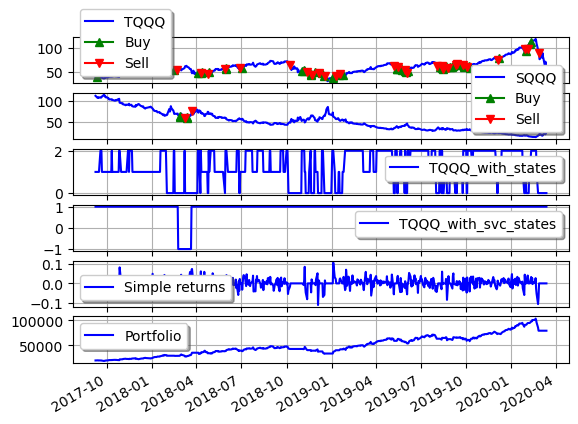 TQQQ
Buy
Sell
100
50
SQQQ
Buy
Sell
100
50
2
TQQQ_with_states
0
1
TQQQ_with_svc_states
0
−1
0.1
0.0
Simple returns
−0.1
100000
Portfolio
50000
2017-10 2018-01 2018-04 2018-07 2018-10 2019-01 2019-04 2019-07 2019-10 2020-01 2020-04